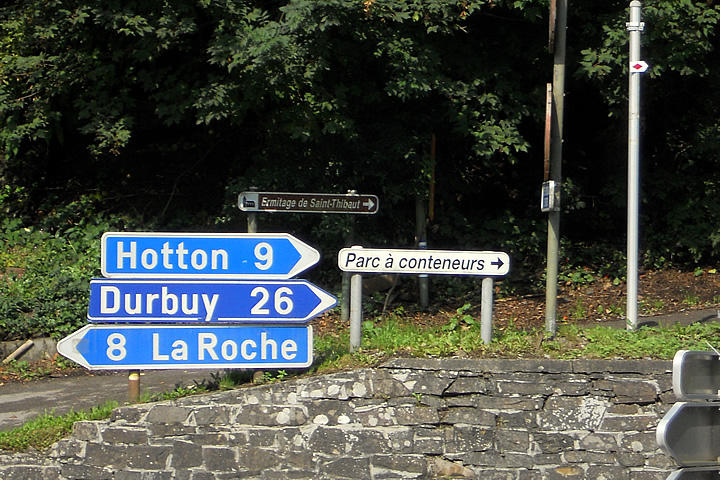 Ermitage de Saint-Thibaut
Hotton 9
Parc à conteneurs
Durbuy 26
8 La Roche